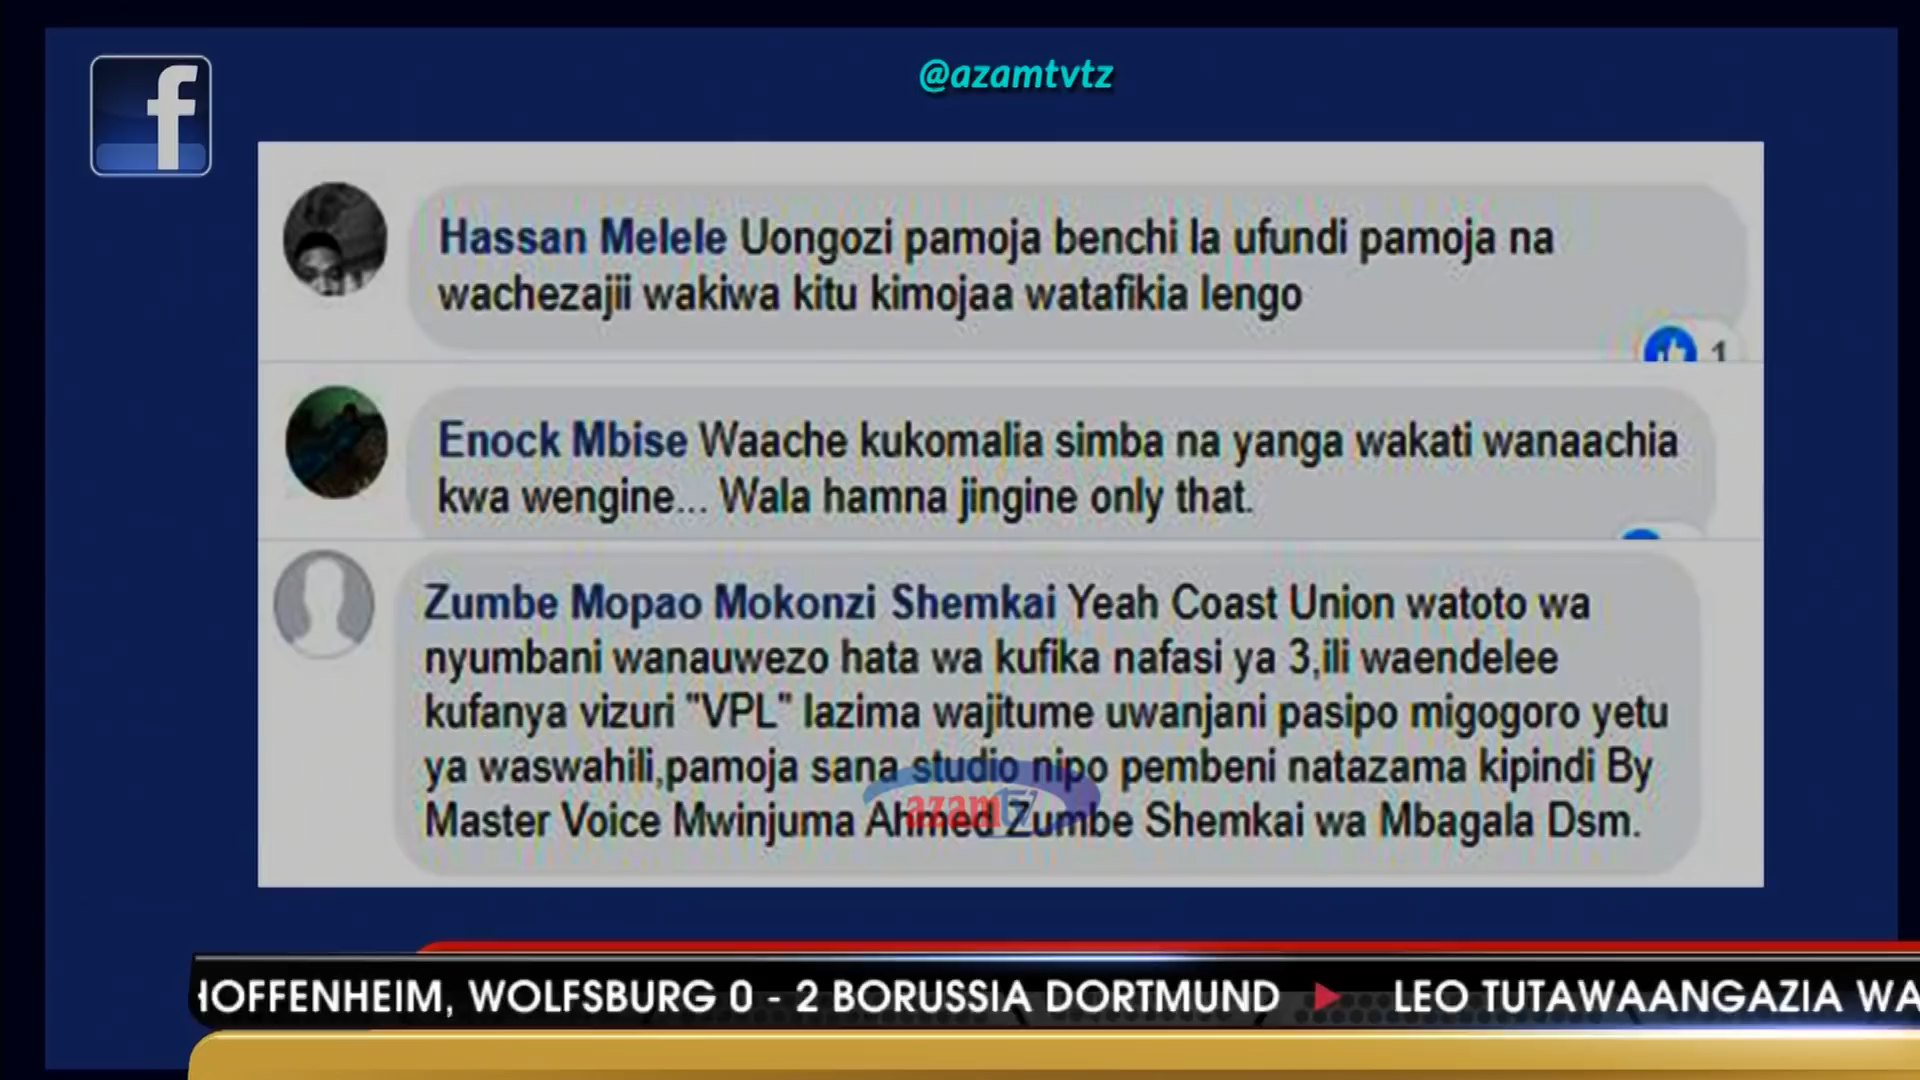 @azamtvtz
Hassan Melele Uongozi pamoja benchi la ufundi pamoja na
wachezajii wakiwa kitu kimojaa watafikia lengo
1
Enock Mbise Waache kukomalia simba na yanga wakati wanaachia
kwa wengine... Wala hamna jingine only that.
Zumbe Mopao Mokonzi Shemkai Yeah Coast Union watoto wa
nyumbani wanauwezo hata wa kufika nafasi ya 3,ili waendelee
kufanya vizuri "VPL" lazima wajitume uwanjani pasipo migogoro yetu
ya waswahili,pamoja sana studio nipo pembeni natazama kipindi By
Master Voice Mwinjuma Ahmed Zumbe Shemkai wa Mbagala Dsm.
azam tv
HOFFENHEIM, WOLFSBURG 0 - 2 BORUSSIA DORTMUND ▶ LEO TUTAWAANGAZIA WA